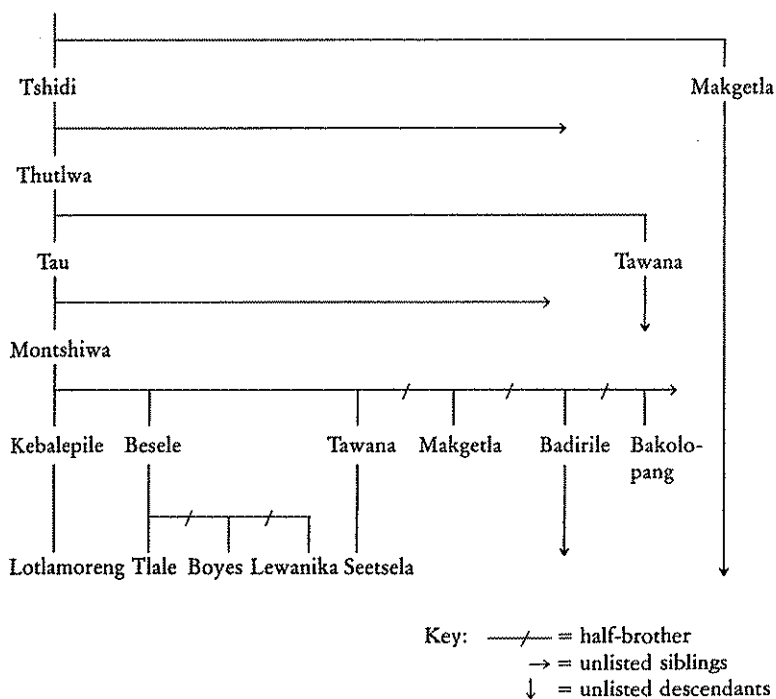 Tshidi Makgetla
Thutlwa
Tau Tawana
Montshiwa
Kebalepile Besele Tawana Makgetla Badirile Bakolo-
pang
Lotlamoreng Tlale Boyes Lewanika Seetsela
Key: = half-brother
→ = unlisted siblings
↓ = unlisted descendants